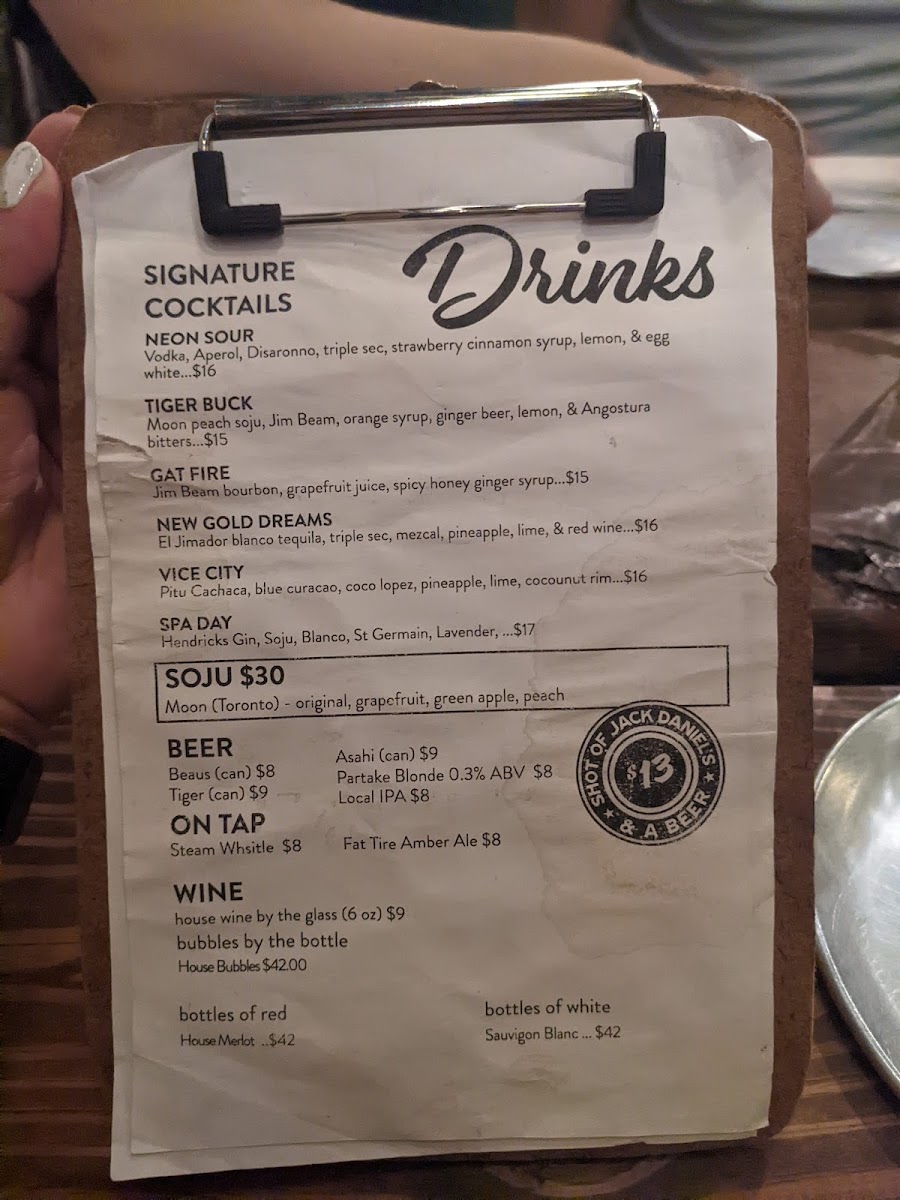 Drinks
SIGNATURE
COCKTAILS
NEON SOUR
Vodka, Aperol, Disaronno, triple sec, strawberry cinnamon syrup, lemon, & egg
white...$16
TIGER BUCK
Moon peach soju, Jim Beam, orange syrup, ginger beer, lemon, & Angostura
bitters...$15
GAT FIRE
Jim Beam bourbon, grapefruit juice, spicy honey ginger syrup...$15
NEW GOLD DREAMS
El Jimador blanco tequila, triple sec, mezcal, pineapple, lime, & red wine...$16
VICE CITY
Pitu Cachaca, blue curacao, coco lopez, pineapple, lime, cocounut rim...$16
SPA DAY
Hendricks Gin, Soju, Blanco, St Germain, Lavender, ...$17
SOJU $30
Moon (Toronto) - original, grapefruit, green apple, peach
BEER
Beaus (can) $8
Tiger (can) $9
Asahi (can) $9
Partake Blonde 0.3% ABV $8
Local IPA $8
SHOT OF JACK DANIEL'S
$13
& A BEER
ON TAP
Steam Whsitle $8
Fat Tire Amber Ale $8
WINE
house wine by the glass (6 oz) $9
bubbles by the bottle
House Bubbles $42.00
bottles of red
House Merlot ..$42
bottles of white
Sauvigon Blanc ... $42